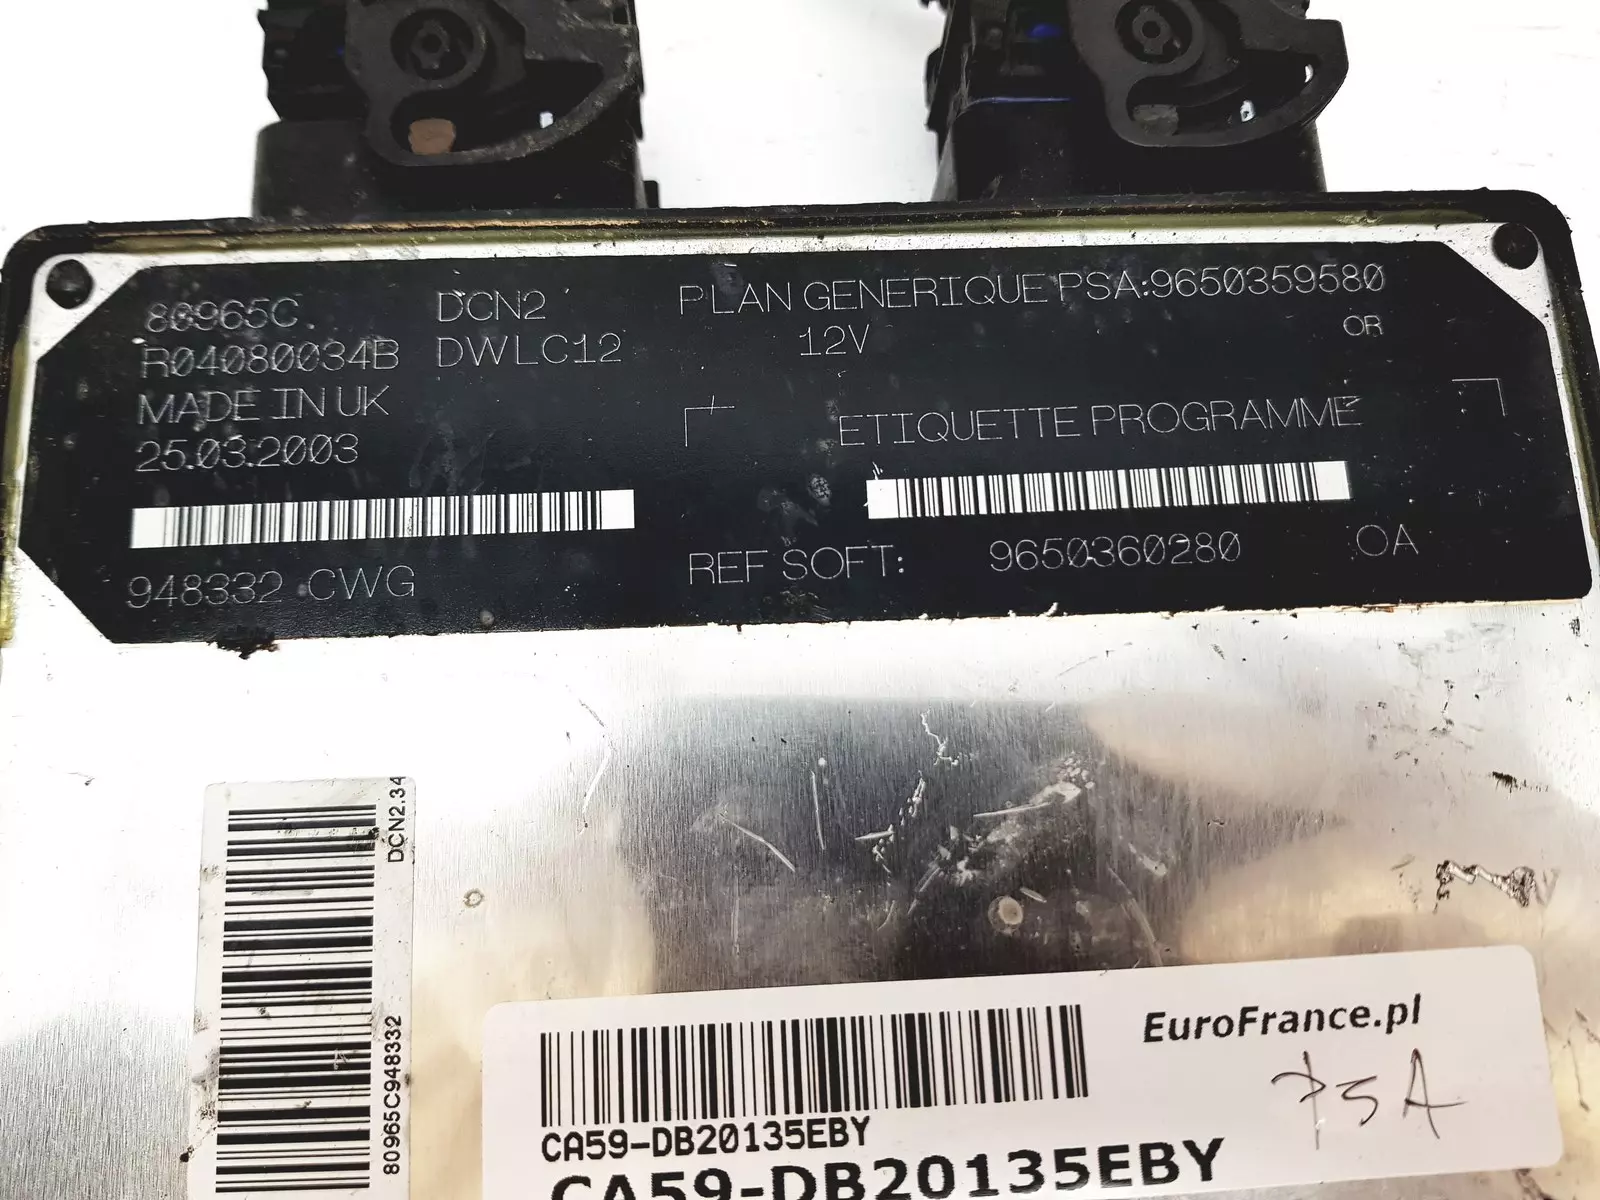 80965C DCN2 PLAN GENERIQUE PSA:9650359580
R04080034B DWLC12 12V OR
MADE IN UK
25.03.2003
ETIQUETTE PROGRAMME
948332 CWG
REF SOFT: 9650360280 OA
DCN2.34
80965C948332
EuroFrance.pl
PSA
CA59-DB20135EBY
CA59-DB20135EBY